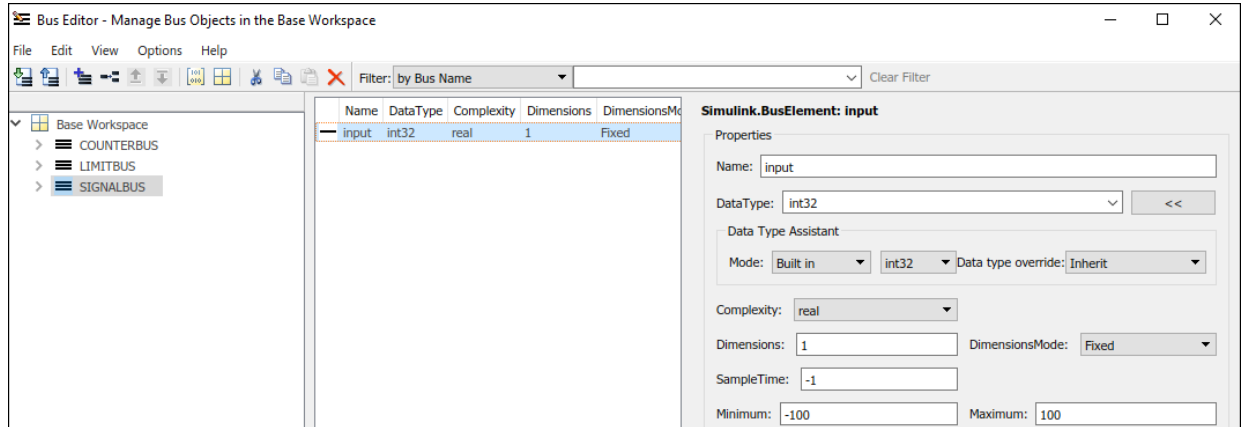 Bus Editor - Manage Bus Objects in the Base Workspace
File Edit View Options Help
Filter: by Bus Name Clear Filter
Base Workspace
COUNTERBUS
LIMITBUS
SIGNALBUS
Name DataType Complexity Dimensions DimensionsMo
input int32 real 1 Fixed
Simulink.BusElement: input
Properties
Name: input
DataType: int32 <<
Data Type Assistant
Mode: Built in int32 Data type override: Inherit
Complexity: real
Dimensions: 1 DimensionsMode: Fixed
SampleTime: -1
Minimum: -100 Maximum: 100